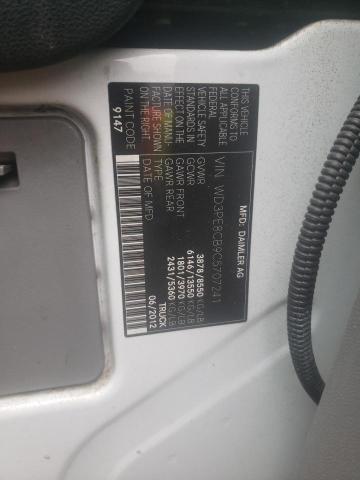 MFD. DAIMLER AG
VIN WD3PE8CB9C5707241
THIS VEHICLE CONFORMS TO
ALL APPLICABLE
FEDERAL MOTOR
VEHICLE SAFETY
STANDARDS IN
EFFECT ON THE
DATE OF MANU-
FACTURE SHOWN
ON THE RIGHT
GVWR 3878/8550 KG/LB
GCWR 6146/13550 KG/LB
GAWR FRONT 1801/3970 KG/LB
GAWR REAR 2431/5360 KG/LB
TYPE TRUCK
DATE 06/2012
PAINT CODE
9147